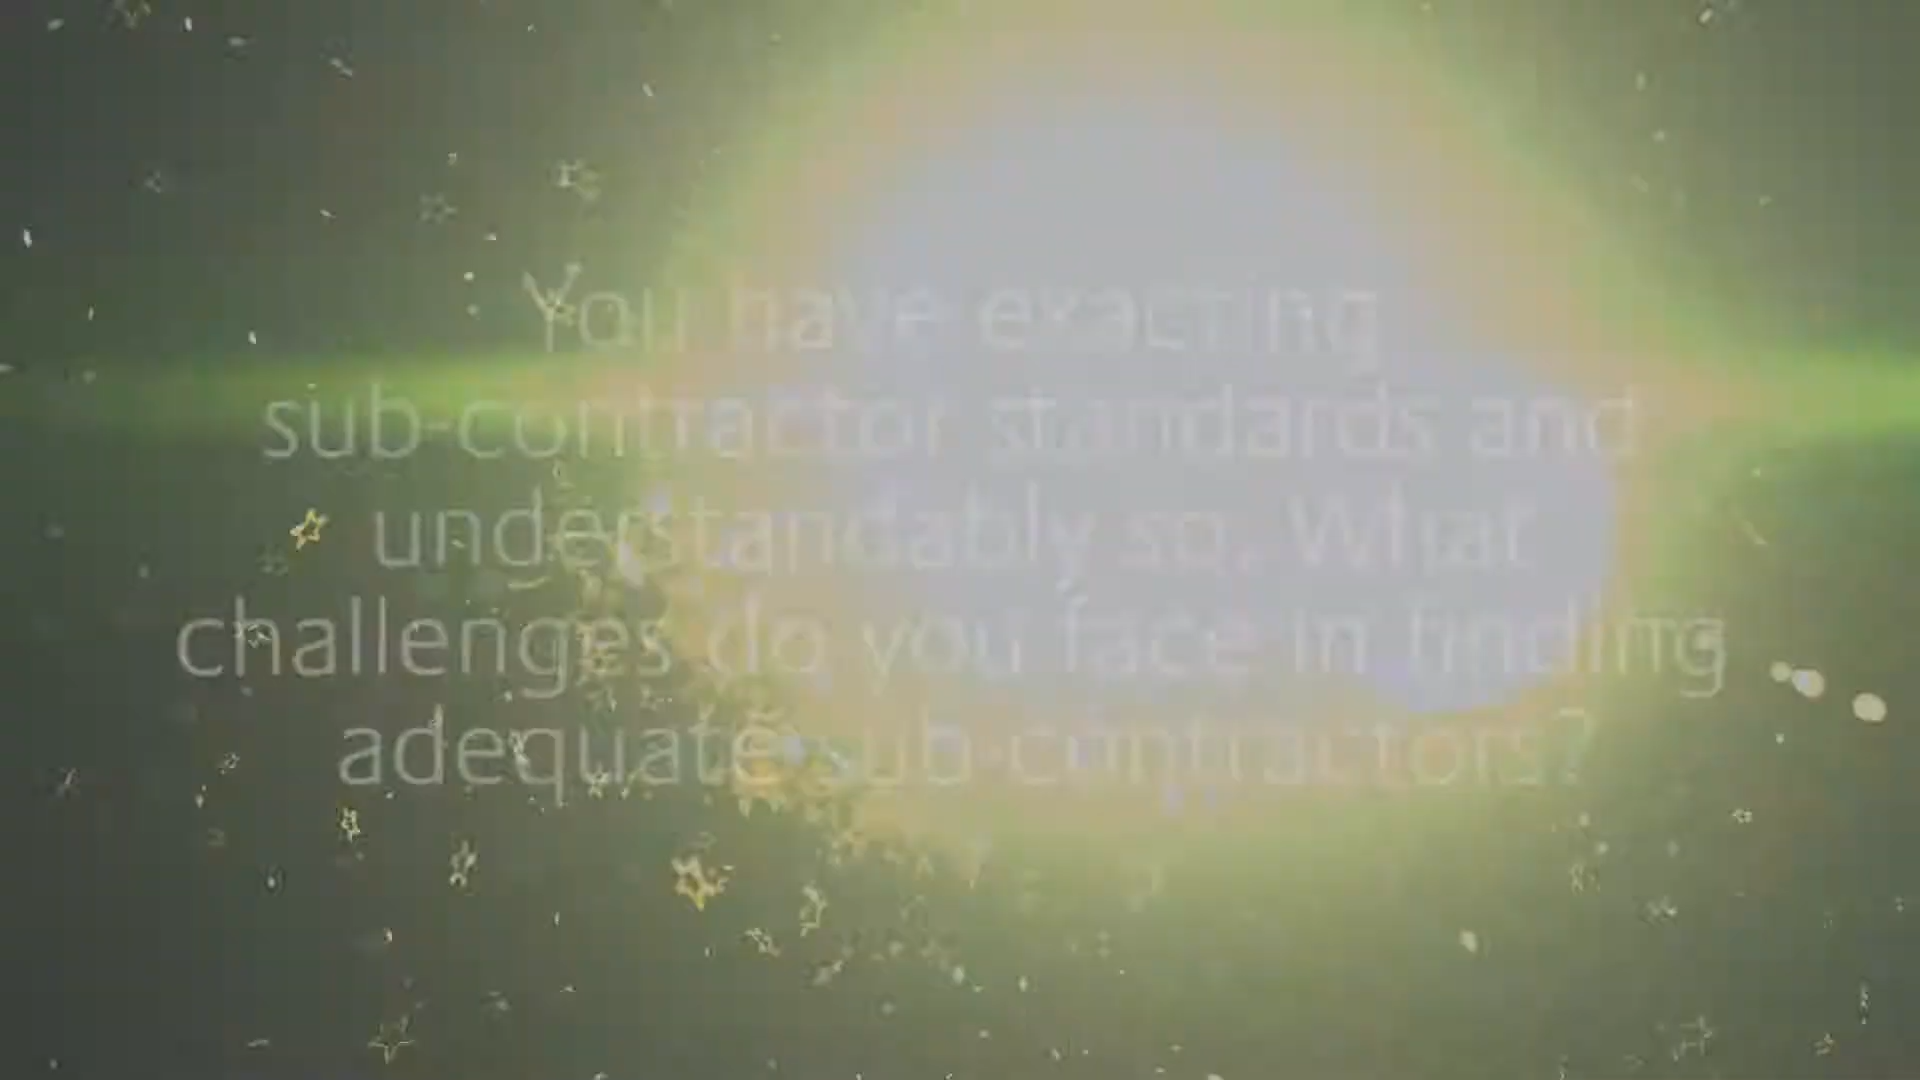 You have exacting
sub-contractor standards and
understandably so. What
challenges do you face in finding
adequate sub-contractors?